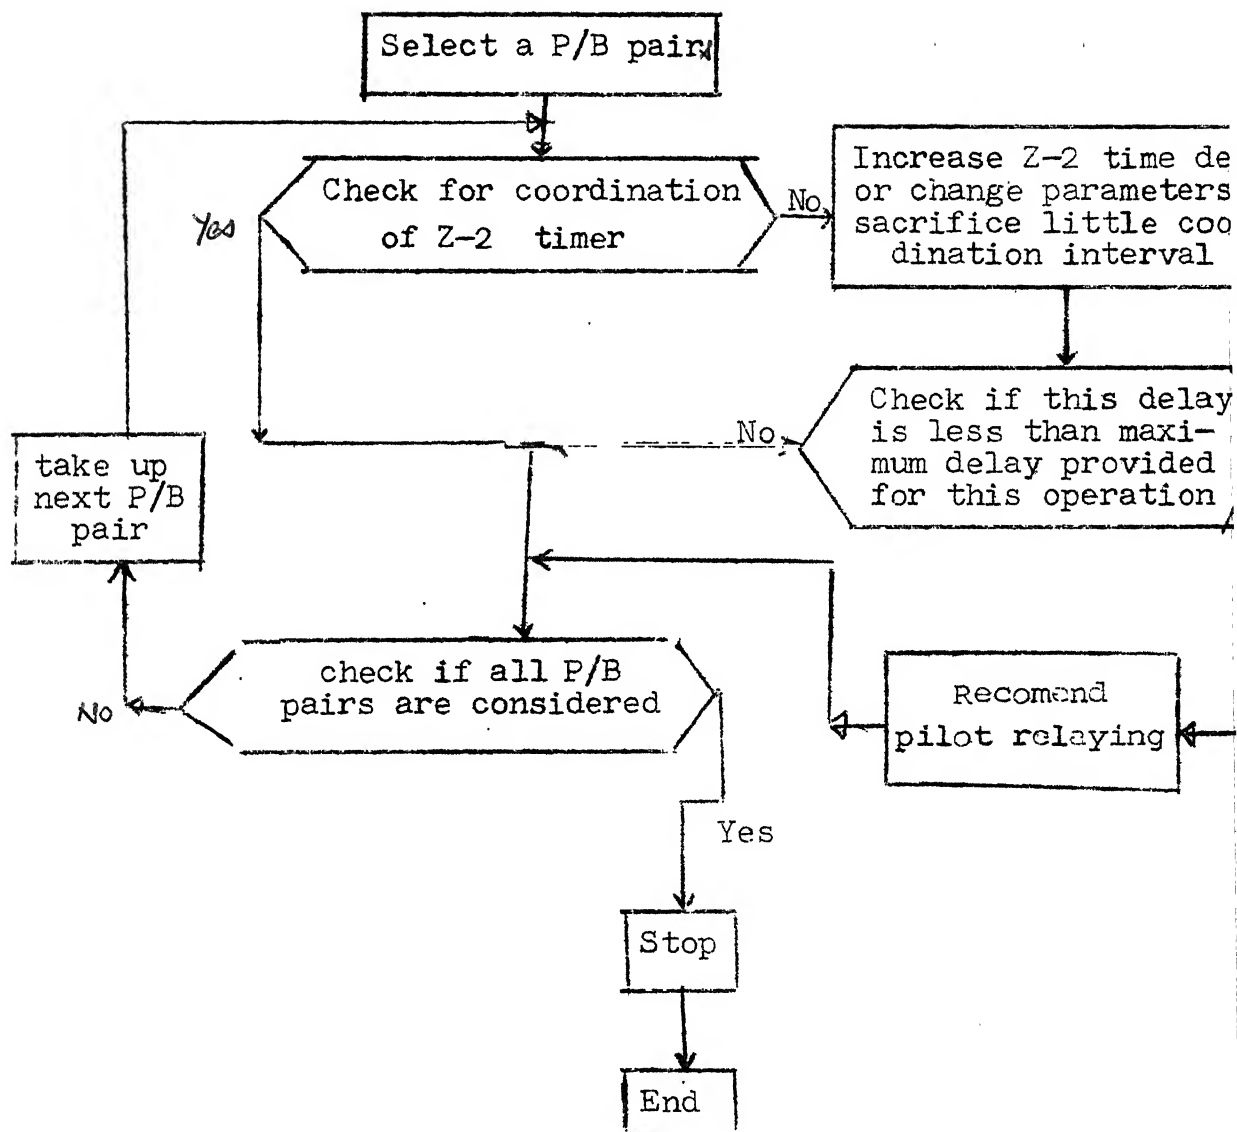 Select a P/B pair
Check for coordination
of Z-2 timer
Yes
No
Increase Z-2 time de
or change parameters
sacrifice little coo
dination interval
Check if this delay
is less than maxi-
mum delay provided
for this operation
No
take up
next P/B
pair
check if all P/B
pairs are considered
No
Recomend
pilot relaying
Yes
Stop
End